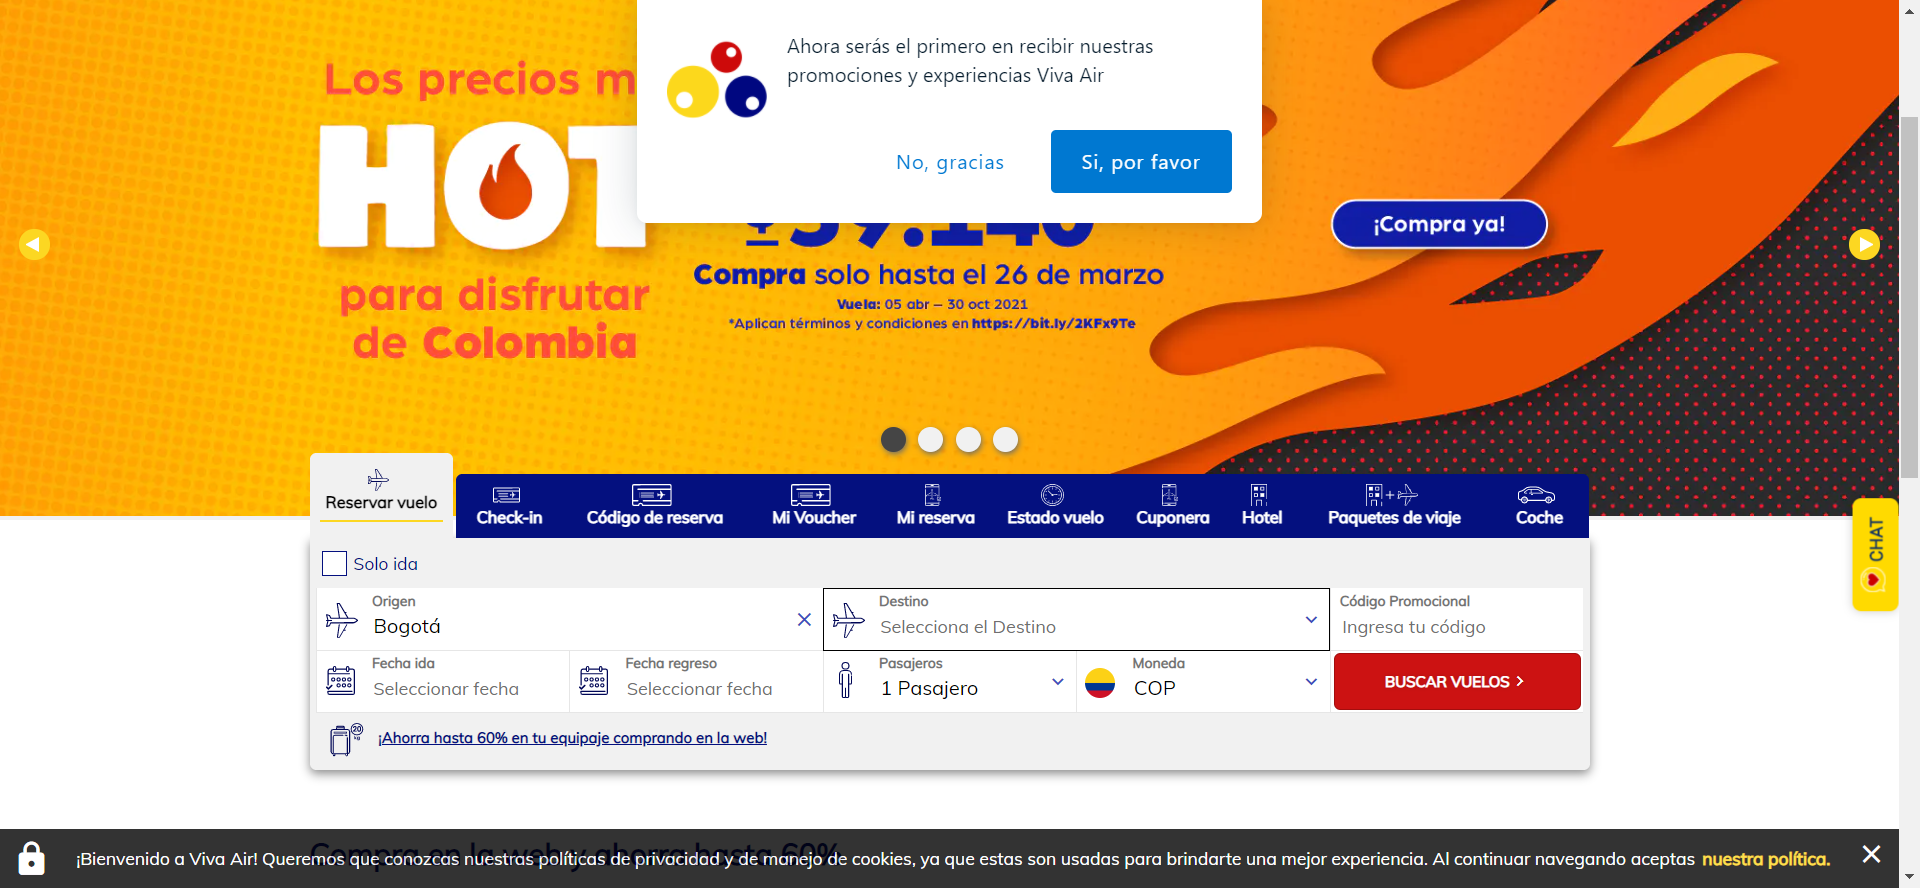 Ahora serás el primero en recibir nuestras
promociones y experiencias Viva Air
No, gracias
Si, por favor
Los precios m
HOT
para disfrutar
de Colombia
Compra solo hasta el 26 de marzo
Vuela: 05 abr – 30 oct 2021
*Aplican términos y condiciones en https://bit.ly/2KFx9Te
¡Compra ya!
Reservar vuelo
Check-in
Código de reserva
Mi Voucher
Mi reserva
Estado vuelo
Cuponera
Hotel
Paquetes de viaje
Coche
CHAT
Solo ida
Origen
Bogotá
Destino
Selecciona el Destino
Código Promocional
Ingresa tu código
Fecha ida
Seleccionar fecha
Fecha regreso
Seleccionar fecha
Pasajeros
1 Pasajero
Moneda
COP
BUSCAR VUELOS
20
kg
¡Ahorra hasta 60% en tu equipaje comprando en la web!
Compra en la web y ahorra hasta 60%
¡Bienvenido a Viva Air! Queremos que conozcas nuestras políticas de privacidad y de manejo de cookies, ya que estas son usadas para brindarte una mejor experiencia. Al continuar navegando aceptas nuestra política.